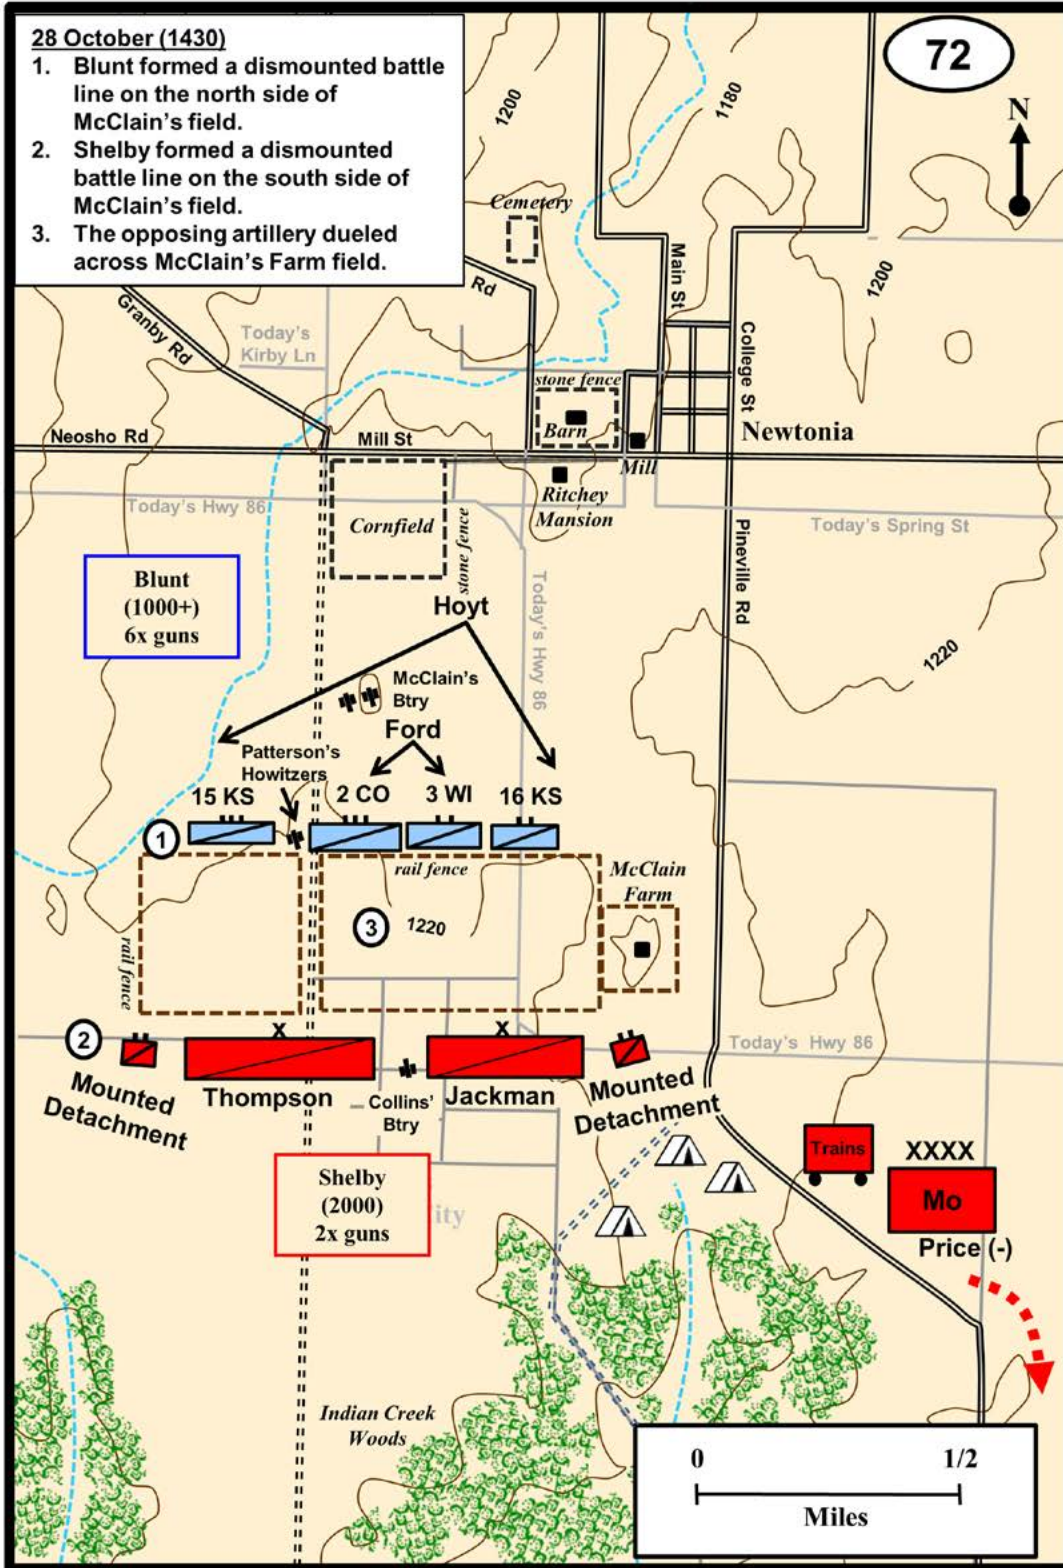 28 October (1430)
1. Blunt formed a dismounted battle
line on the north side of
McClain's field.
2. Shelby formed a dismounted
battle line on the south side of
McClain's field.
3. The opposing artillery dueled
across McClain's Farm field.
72
N
1200
1180
Cemetery
Rd
Main St
1200
Granby Rd
Today's
Kirby Ln
College St
stone fence
Barn
Newtonia
Neosho Rd
Mill St
Mill
Ritchey
Mansion
Today's Hwy 86
Cornfield
stone fence
Today's Spring St
Pineville Rd
Blunt
(1000+)
6x guns
Today's Hwy 86
Hoyt
1220
McClain's
Btry
Ford
Patterson's
Howitzers
15 KS
2 CO
3 WI
16 KS
1
rail fence
McClain
Farm
3
1220
rail fence
2
X
X
Today's Hwy 86
Mounted
Detachment
Thompson
Collins'
Btry
Jackman
Mounted
Detachment
Trains
XXXX
Mo
Price (-)
Shelby
(2000)
2x guns
ity
Indian Creek
Woods
0 1/2
Miles